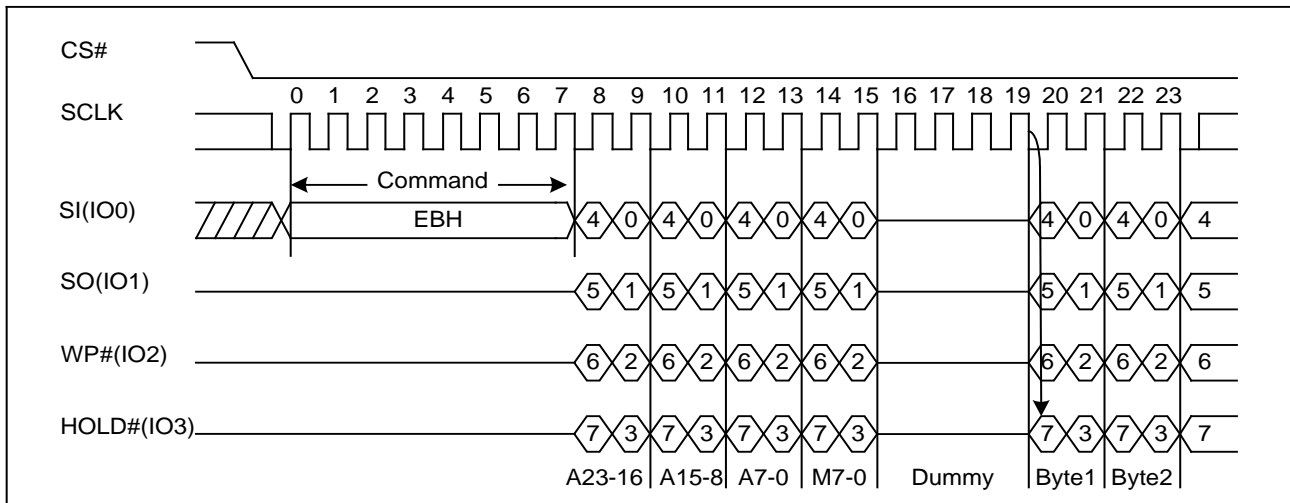 CS#
0 1 2 3 4 5 6 7 8 9 10 11 12 13 14 15 16 17 18 19 20 21 22 23
SCLK
Command
SI(IO0) EBH 4 0 4 0 4 0 4 0 4 0 4 0 4
SO(IO1) 5 1 5 1 5 1 5 1 5 1 5 1 5
WP#(IO2) 6 2 6 2 6 2 6 2 6 2 6 2 6
HOLD#(IO3) 7 3 7 3 7 3 7 3 7 3 7 3 7
A23-16 A15-8 A7-0 M7-0 Dummy Byte1 Byte2